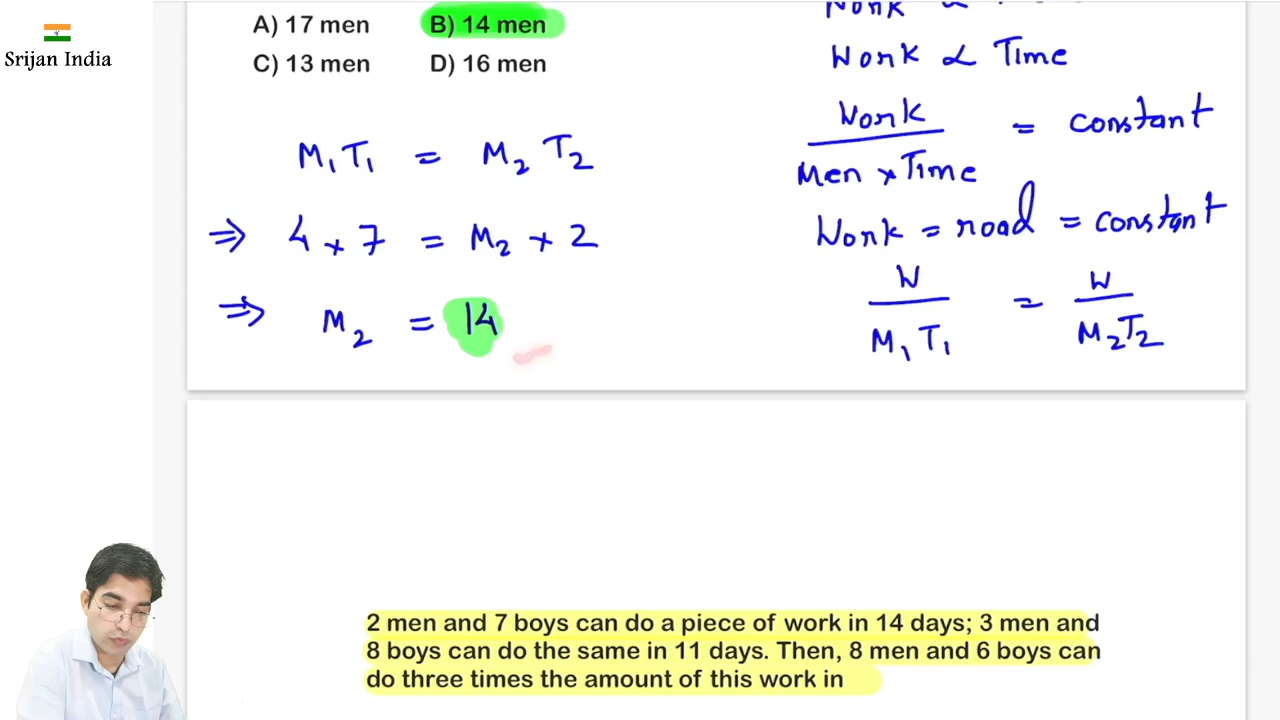 Srijan India
A) 17 men B) 14 men
C) 13 men D) 16 men
M₁T₁ = M₂ T₂
⇒ 4 × 7 = M₂ × 2
⇒ M₂ = 14
Work ∝ Time
Work
Men × Time
= constant
Work = road = constant
W
M₁T₁
=
W
M₂T₂
2 men and 7 boys can do a piece of work in 14 days; 3 men and
8 boys can do the same in 11 days. Then, 8 men and 6 boys can
do three times the amount of this work in